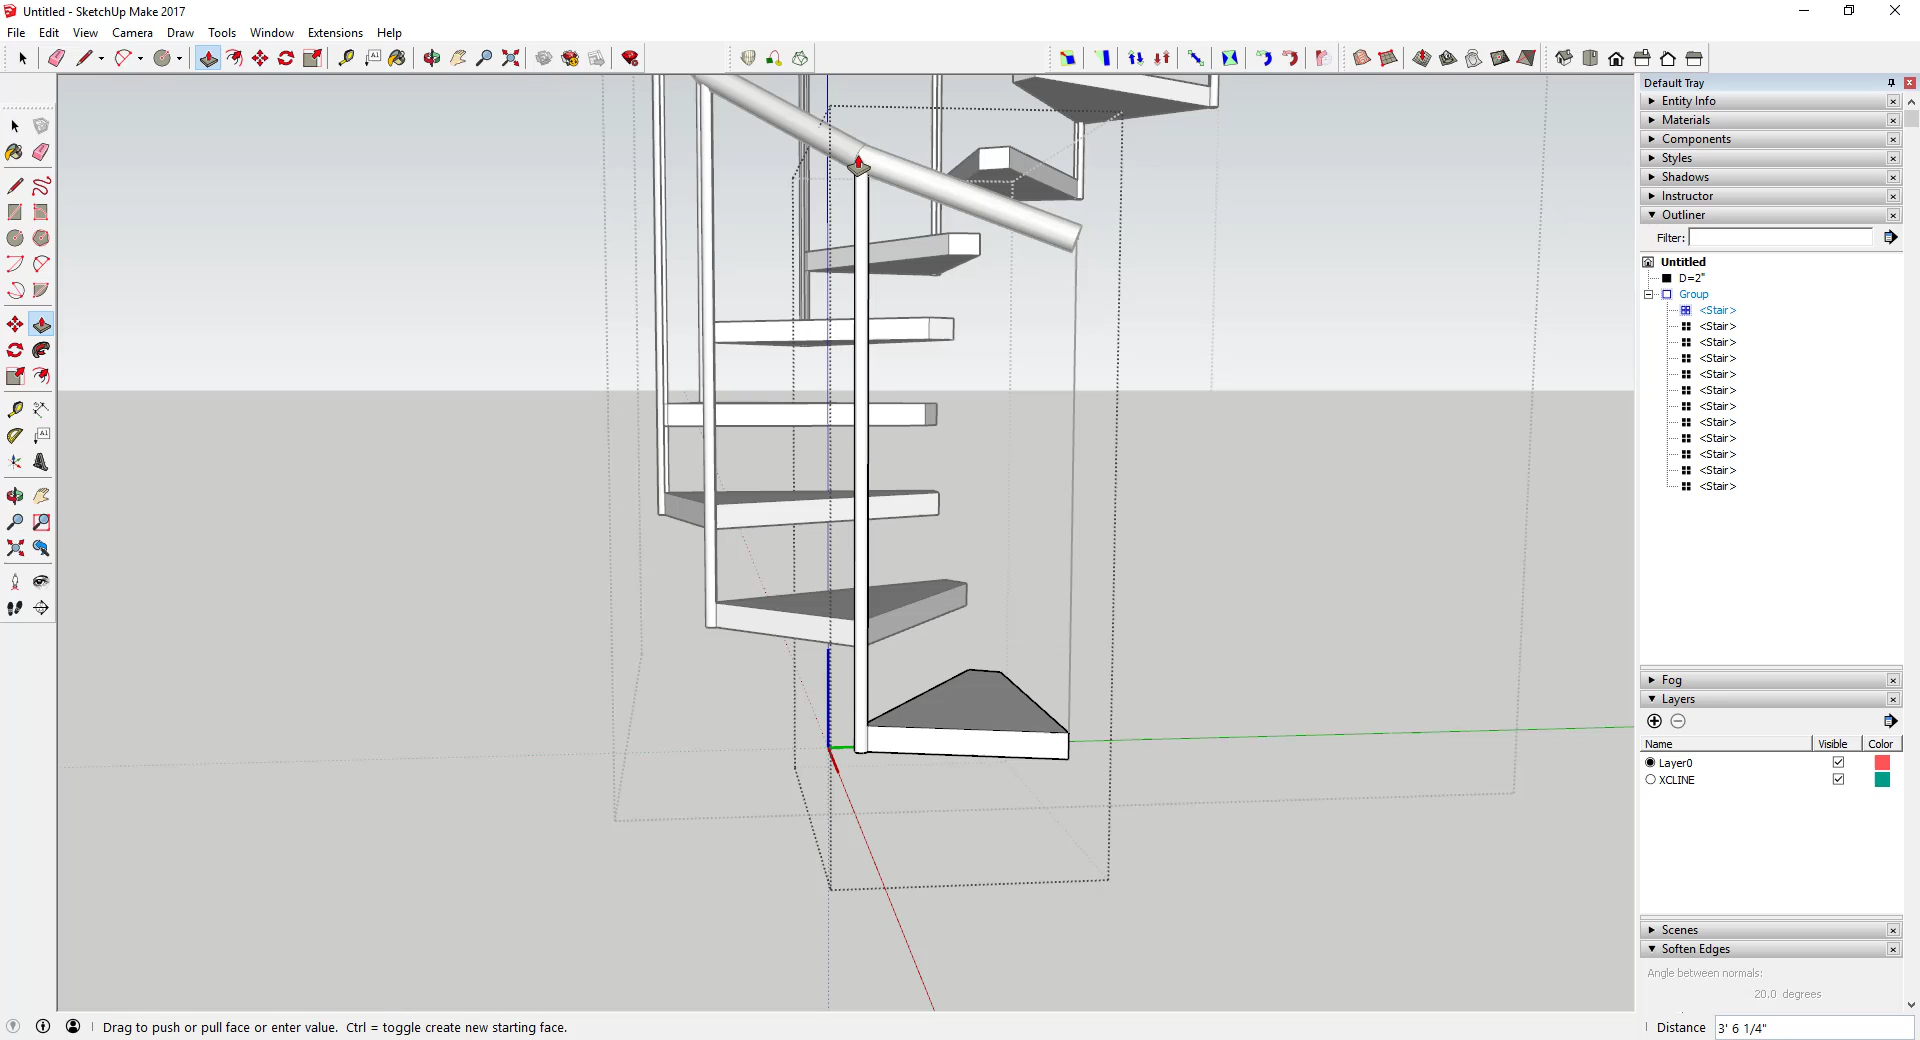 Untitled - SketchUp Make 2017
File Edit View Camera Draw Tools Window Extensions Help
Default Tray
Entity Info
Materials
Components
Styles
Shadows
Instructor
Outliner
Filter:
Untitled
D=2"
Group
<Stair>
<Stair>
<Stair>
<Stair>
<Stair>
<Stair>
<Stair>
<Stair>
<Stair>
<Stair>
<Stair>
<Stair>
Fog
Layers
Name Visible Color
Layer0
XCLINE
Scenes
Soften Edges
Angle between normals:
20.0 degrees
Drag to push or pull face or enter value. Ctrl = toggle create new starting face.
Distance 3' 6 1/4"